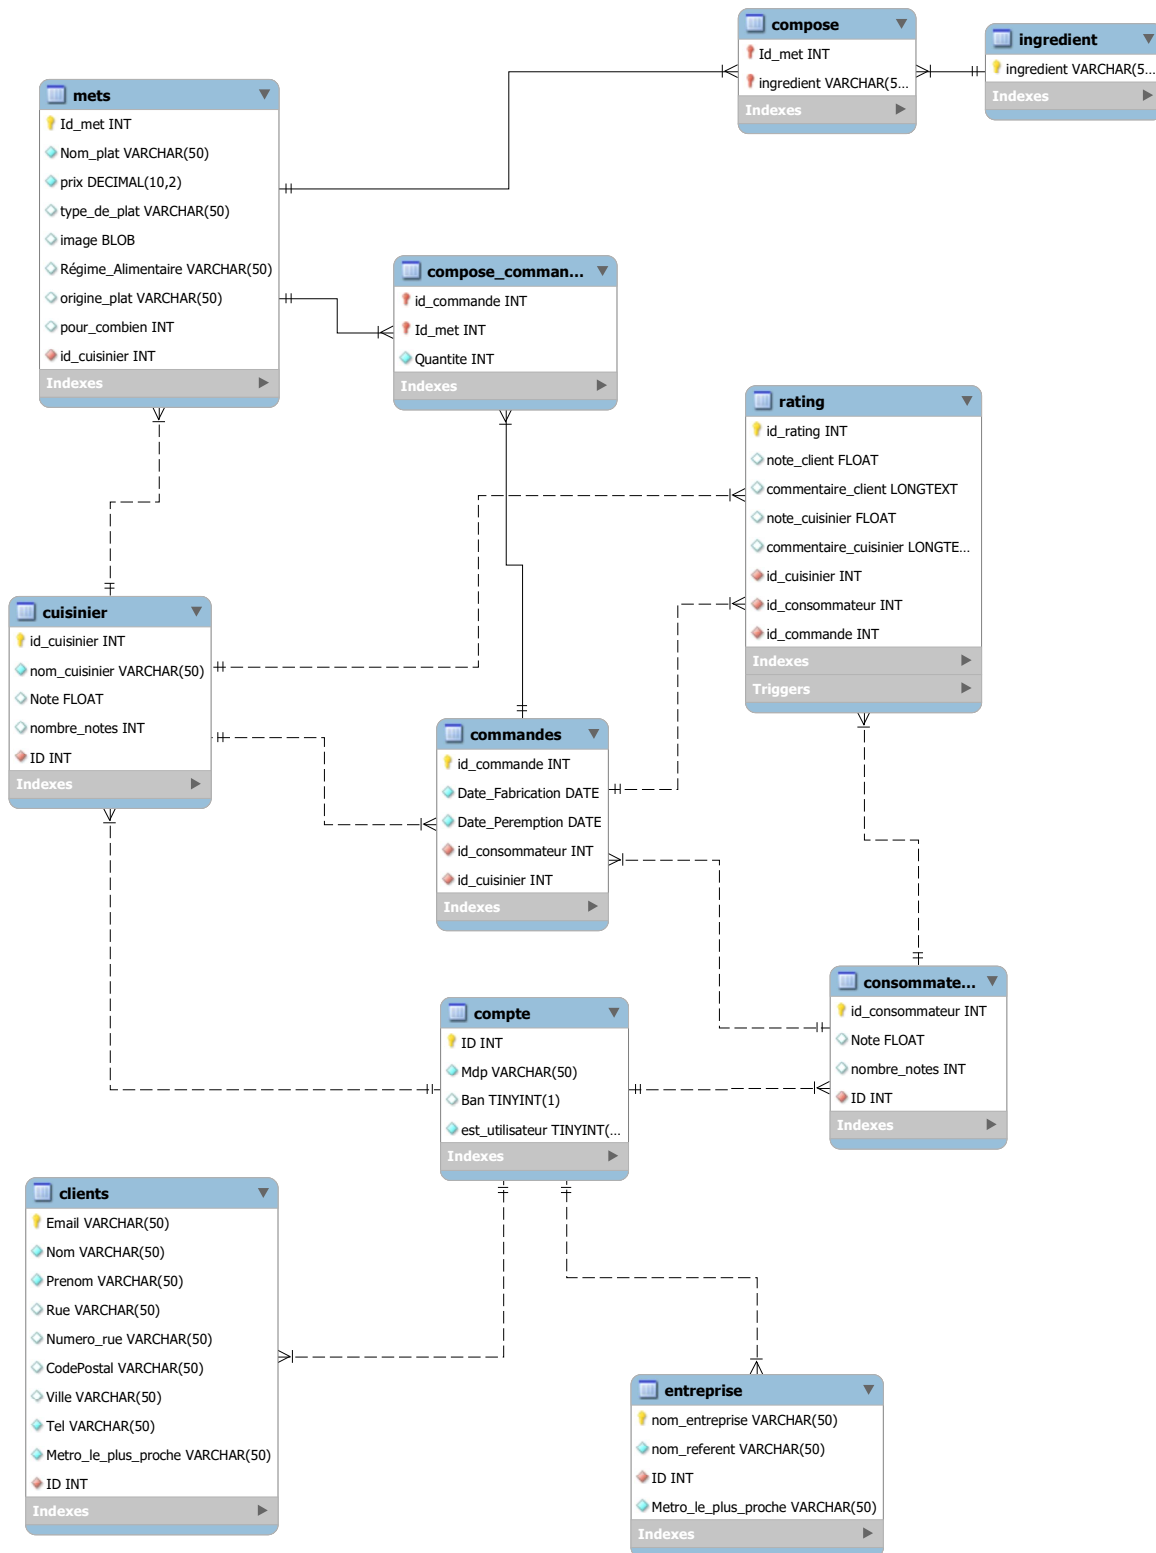 compose
Id_met INT
ingredient VARCHAR(5...
Indexes
ingredient
ingredient VARCHAR(5...
Indexes
mets
Id_met INT
Nom_plat VARCHAR(50)
prix DECIMAL(10,2)
type_de_plat VARCHAR(50)
image BLOB
Régime_Alimentaire VARCHAR(50)
origine_plat VARCHAR(50)
pour_combien INT
id_cuisinier INT
Indexes
compose_comman...
id_commande INT
Id_met INT
Quantite INT
Indexes
rating
id_rating INT
note_client FLOAT
commentaire_client LONGTEXT
note_cuisinier FLOAT
commentaire_cuisinier LONGTE...
id_cuisinier INT
id_consommateur INT
id_commande INT
Indexes
Triggers
cuisinier
id_cuisinier INT
nom_cuisinier VARCHAR(50)
Note FLOAT
nombre_notes INT
ID INT
Indexes
commandes
id_commande INT
Date_Fabrication DATE
Date_Peremption DATE
id_consommateur INT
id_cuisinier INT
Indexes
consommate...
id_consommateur INT
Note FLOAT
nombre_notes INT
ID INT
Indexes
compte
ID INT
Mdp VARCHAR(50)
Ban TINYINT(1)
est_utilisateur TINYINT(...
Indexes
clients
Email VARCHAR(50)
Nom VARCHAR(50)
Prenom VARCHAR(50)
Rue VARCHAR(50)
Numero_rue VARCHAR(50)
CodePostal VARCHAR(50)
Ville VARCHAR(50)
Tel VARCHAR(50)
Metro_le_plus_proche VARCHAR(50)
ID INT
Indexes
entreprise
nom_entreprise VARCHAR(50)
nom_referent VARCHAR(50)
ID INT
Metro_le_plus_proche VARCHAR(50)
Indexes